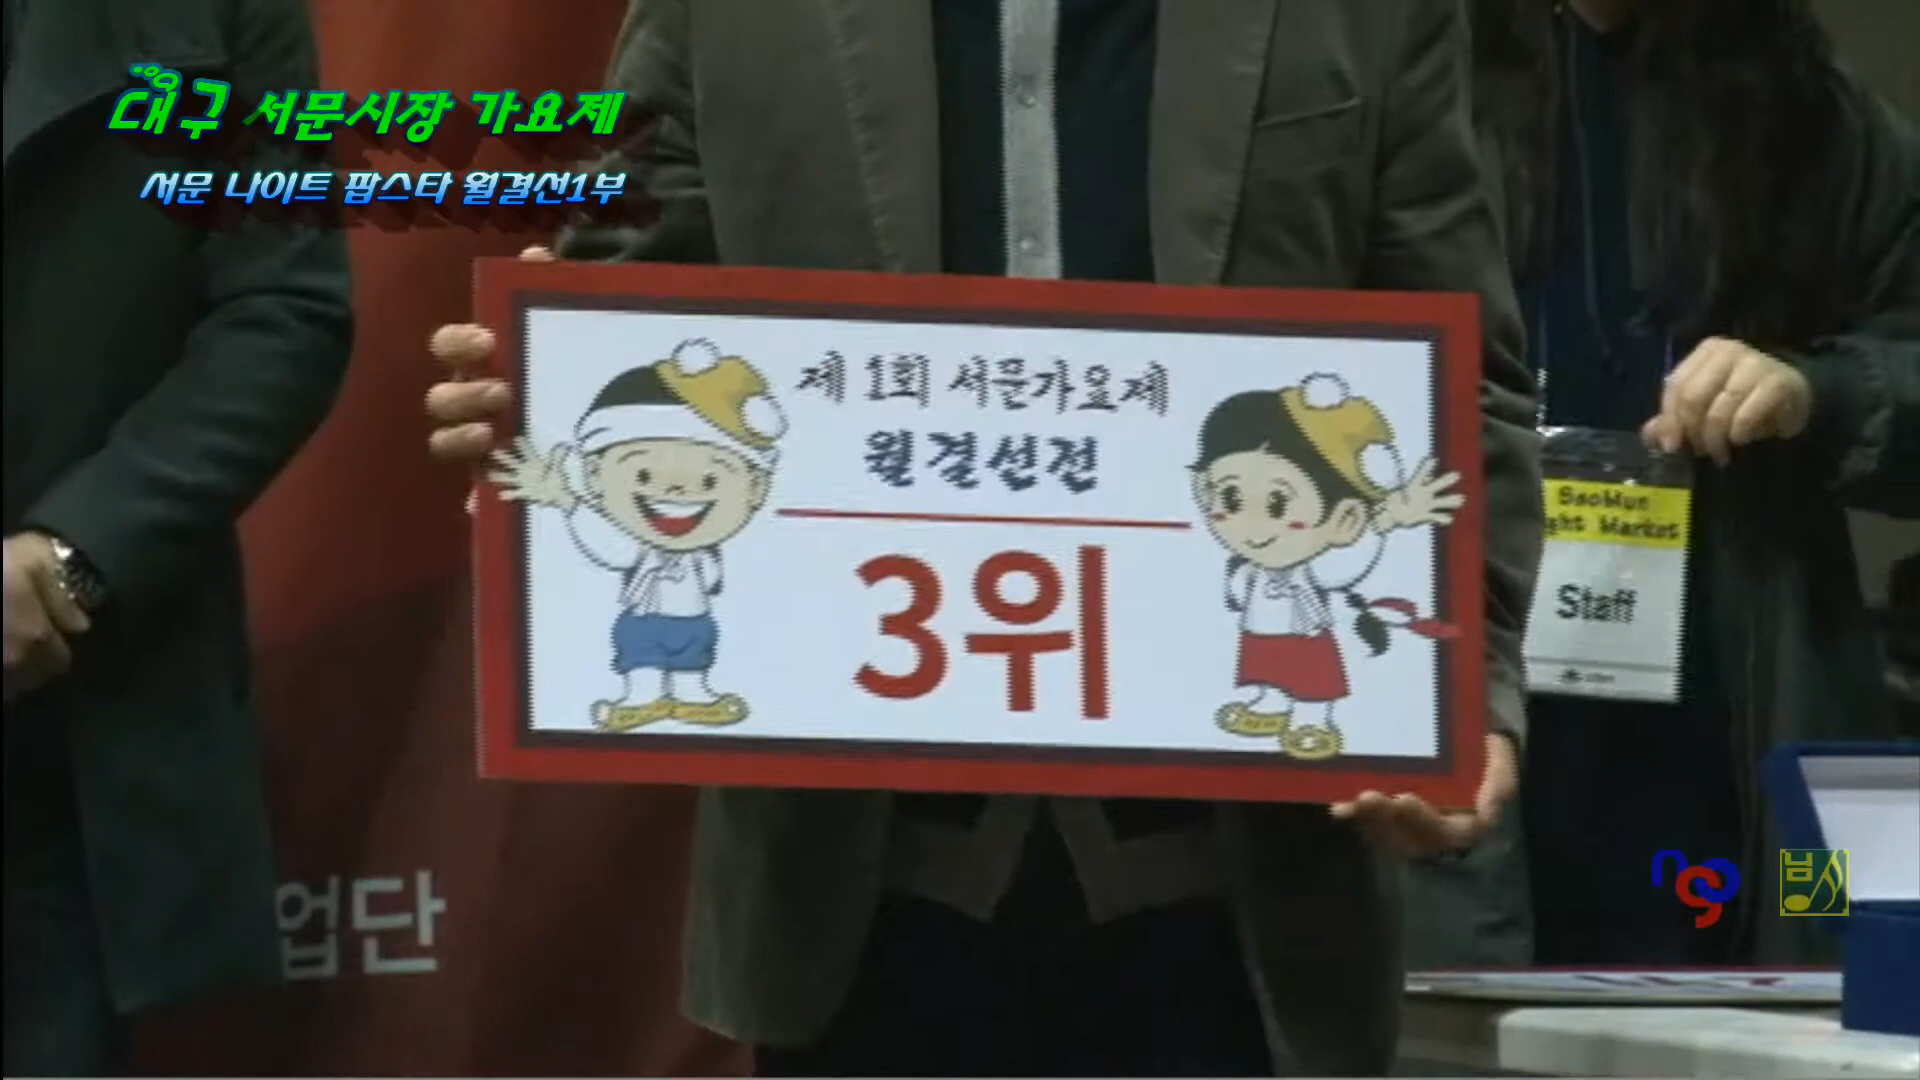 대구 서문시장 가요제
서문 나이트 팝스타 월결선1부
제 1회 서문가요제
월결선전
3위
SeoMun
ght Market
Staff
업단
ngo
밤